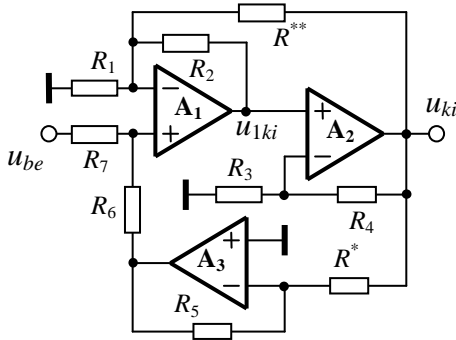 R**
R1
R2
−
A1
+
u1ki
+
A2
−
uki
ube
R7
R3
R4
R6
A3
+
−
R*
R5